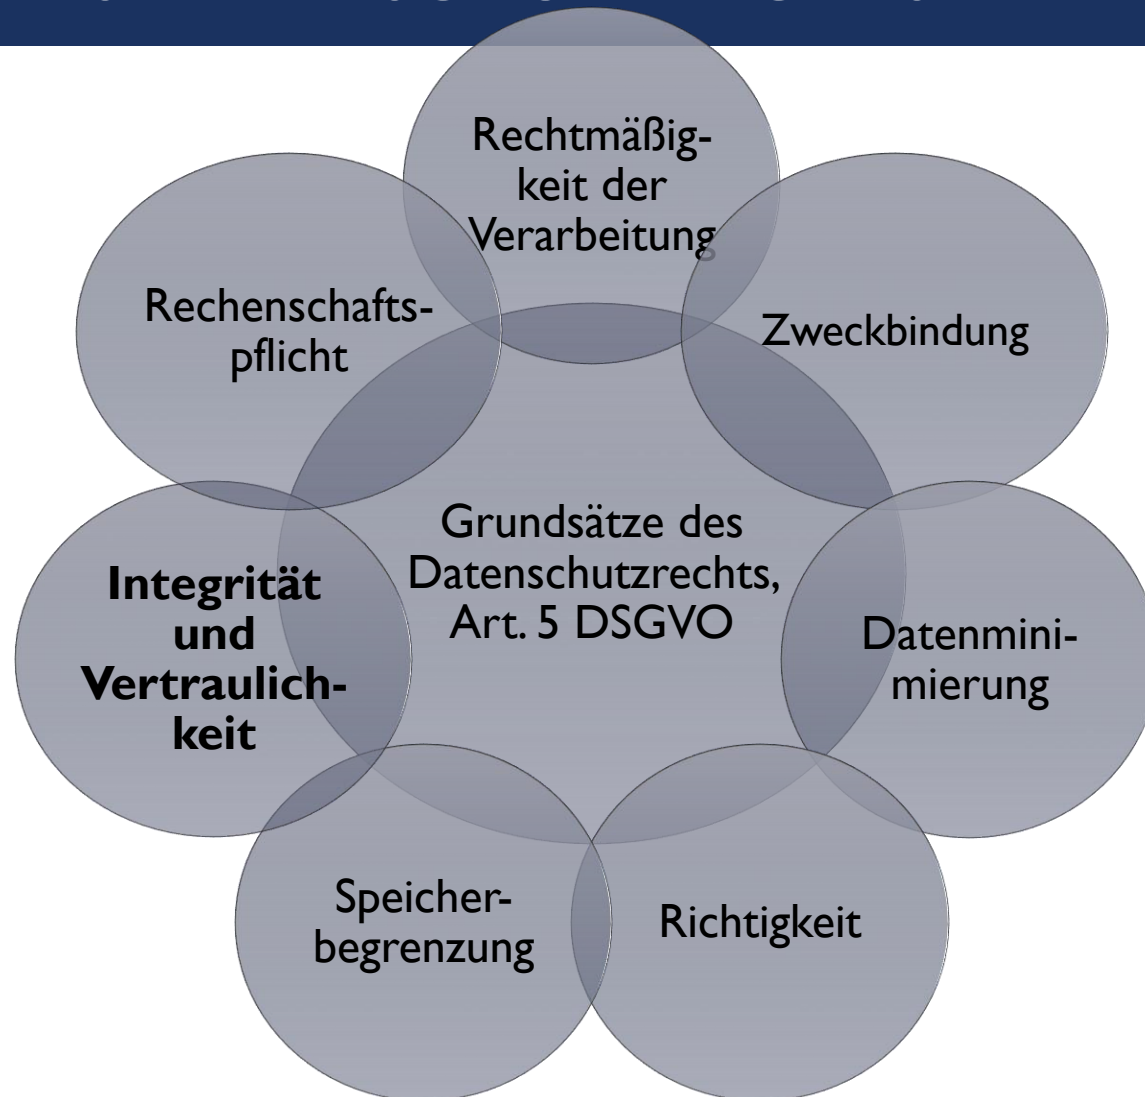 Rechtmäßig-
keit der
Verarbeitung
Zweckbindung
Datenmini-
mierung
Richtigkeit
Speicher-
begrenzung
Integrität
und
Vertraulich-
keit
Rechenschafts-
pflicht
Grundsätze des
Datenschutzrechts,
Art. 5 DSGVO